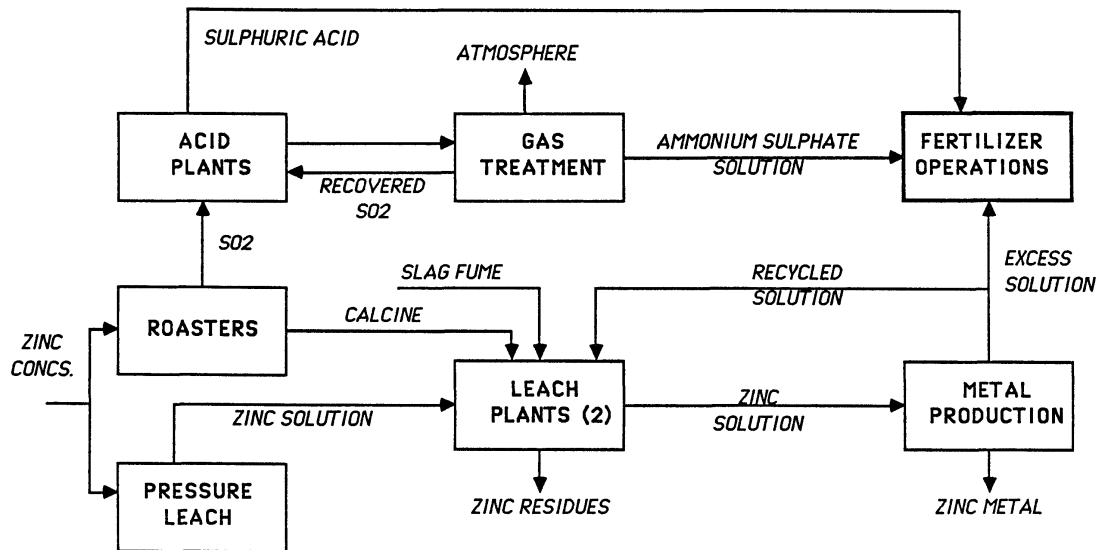 SULPHURIC ACID
ATMOSPHERE
ACID
PLANTS
GAS
TREATMENT
AMMONIUM SULPHATE
SOLUTION
FERTILIZER
OPERATIONS
RECOVERED
SO2
SO2
SLAG FUME
RECYCLED
SOLUTION
EXCESS
SOLUTION
ZINC
CONCS.
ROASTERS
CALCINE
LEACH
PLANTS (2)
ZINC SOLUTION
ZINC
SOLUTION
METAL
PRODUCTION
PRESSURE
LEACH
ZINC RESIDUES
ZINC METAL